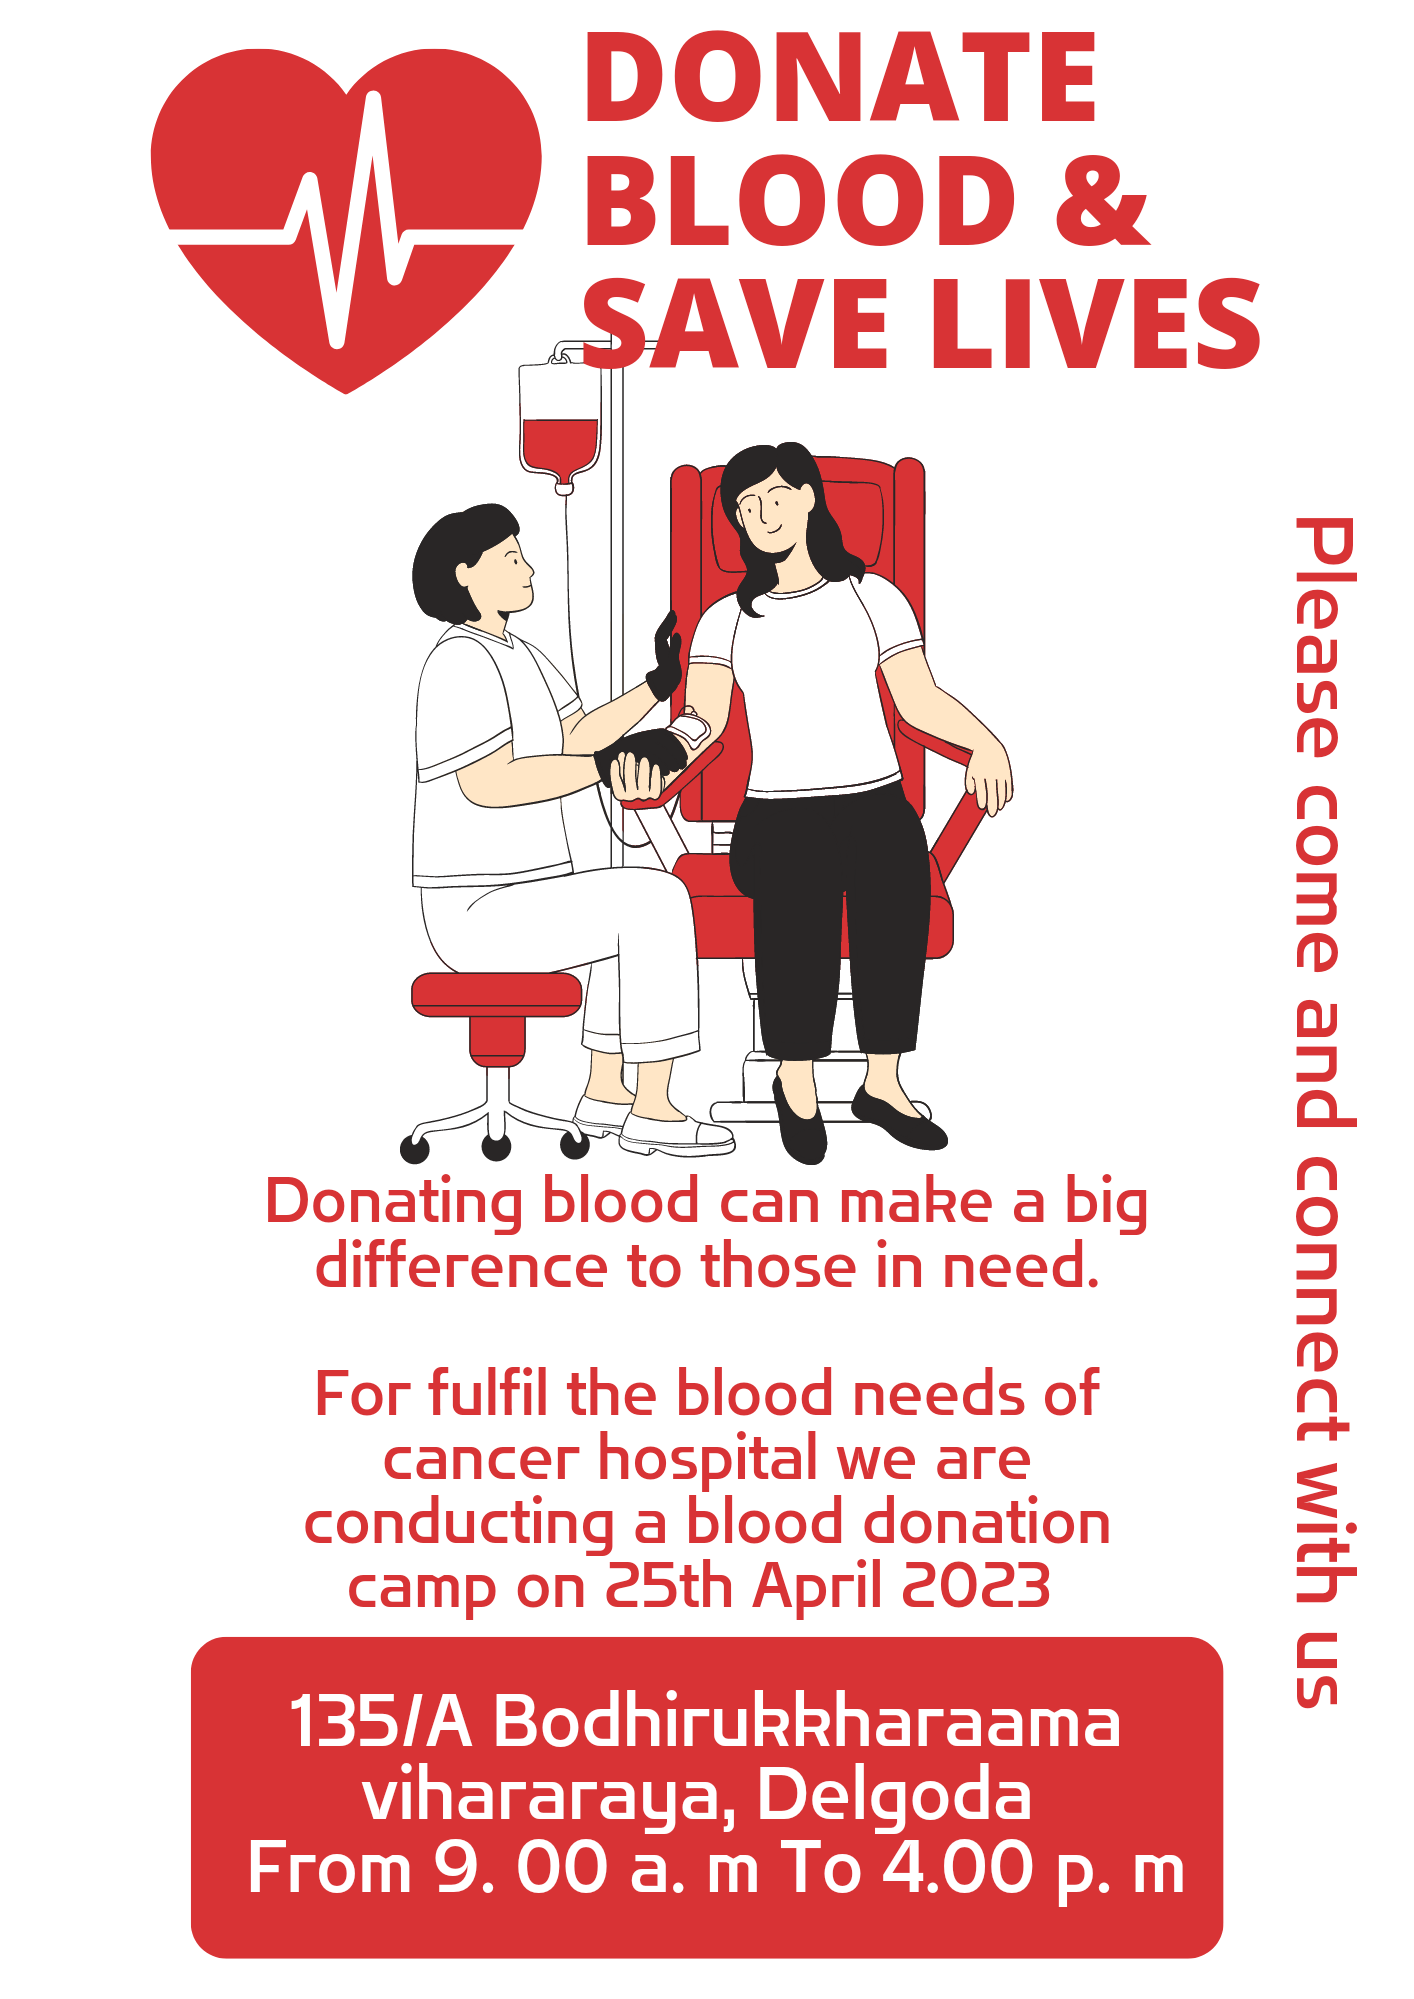 DONATE
BLOOD &
SAVE LIVES
Please come and connect with us
Donating blood can make a big
difference to those in need.
For fulfil the blood needs of
cancer hospital we are
conducting a blood donation
camp on 25th April 2023
135/A Bodhirukkharaama
vihararaya, Delgoda
From 9. 00 a. m To 4.00 p. m